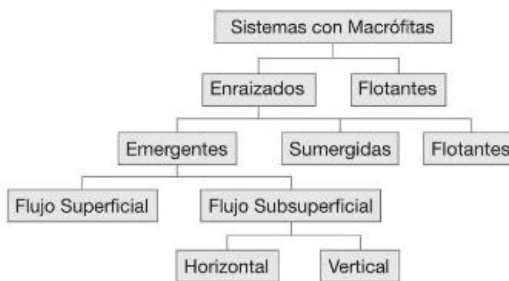 Sistemas con Macrófitas
Enraizados
Flotantes
Emergentes
Sumergidas
Flotantes
Flujo Superficial
Flujo Subsuperficial
Horizontal
Vertical